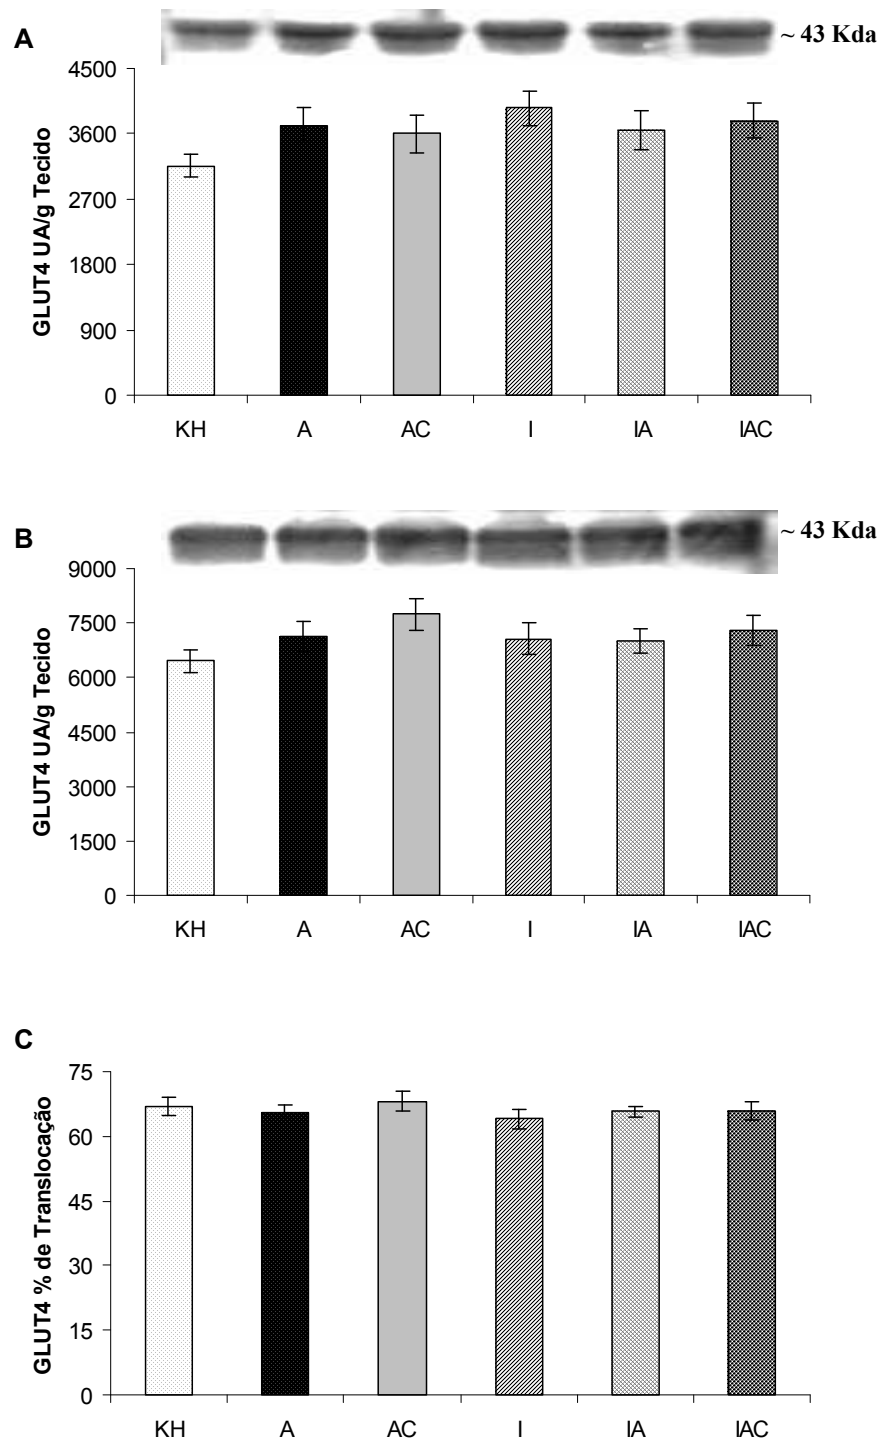 A
~ 43 Kda
GLUT4 UA/g Tecido
4500
3600
2700
1800
900
0
KH A AC I IA IAC
B
~ 43 Kda
GLUT4 UA/g Tecido
9000
7500
6000
4500
3000
1500
0
KH A AC I IA IAC
C
GLUT4 % de Translocação
75
60
45
30
15
0
KH A AC I IA IAC